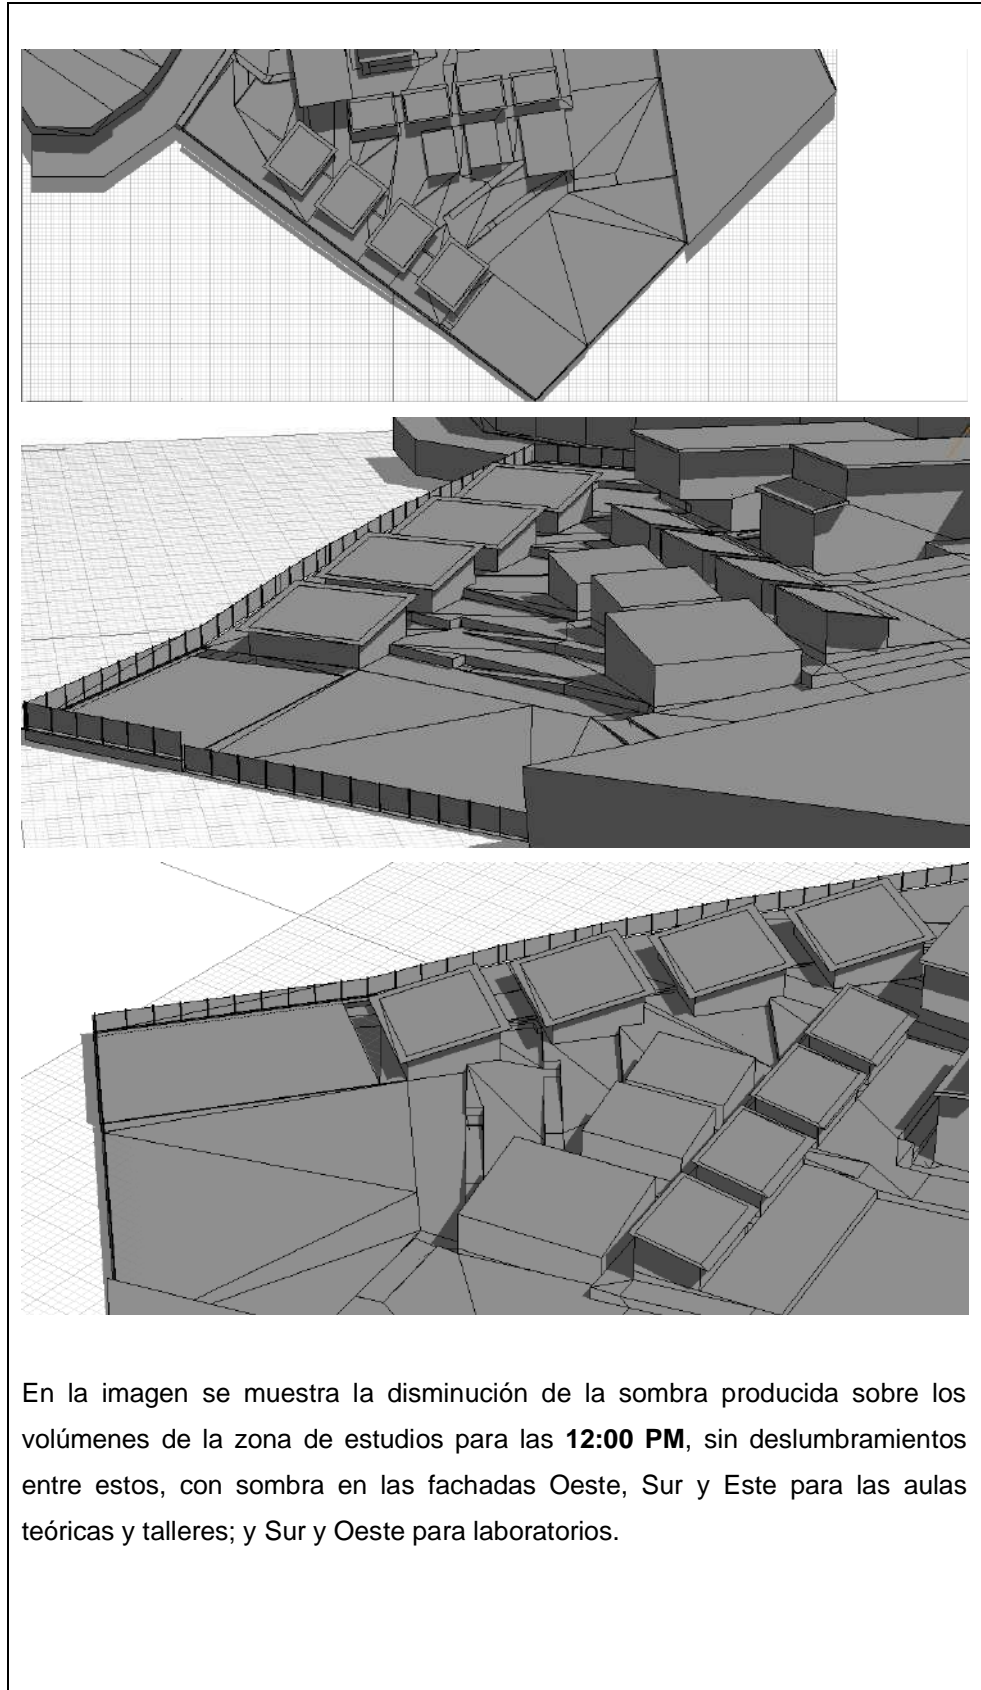 En la imagen se muestra la disminución de la sombra producida sobre los
volúmenes de la zona de estudios para las 12:00 PM, sin deslumbramientos
entre estos, con sombra en las fachadas Oeste, Sur y Este para las aulas
teóricas y talleres; y Sur y Oeste para laboratorios.